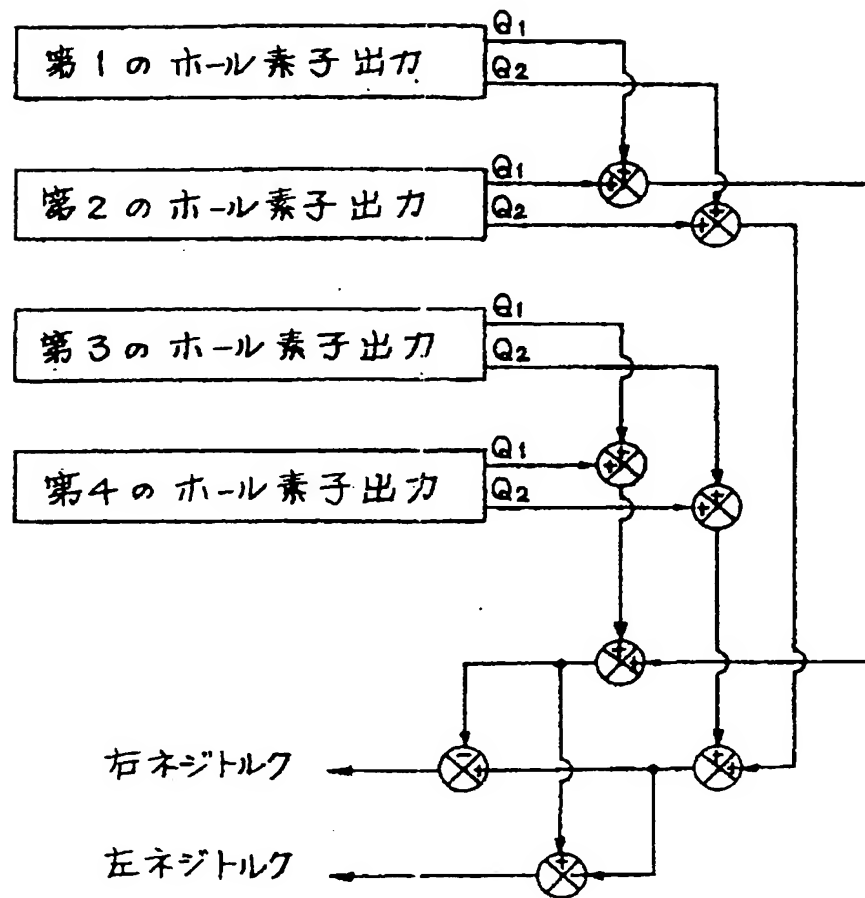 第1のホール素子出力
Q1
Q2
第2のホール素子出力
Q1
Q2
第3のホール素子出力
Q1
Q2
第4のホール素子出力
Q1
Q2
右ネジトルク
左ネジトルク